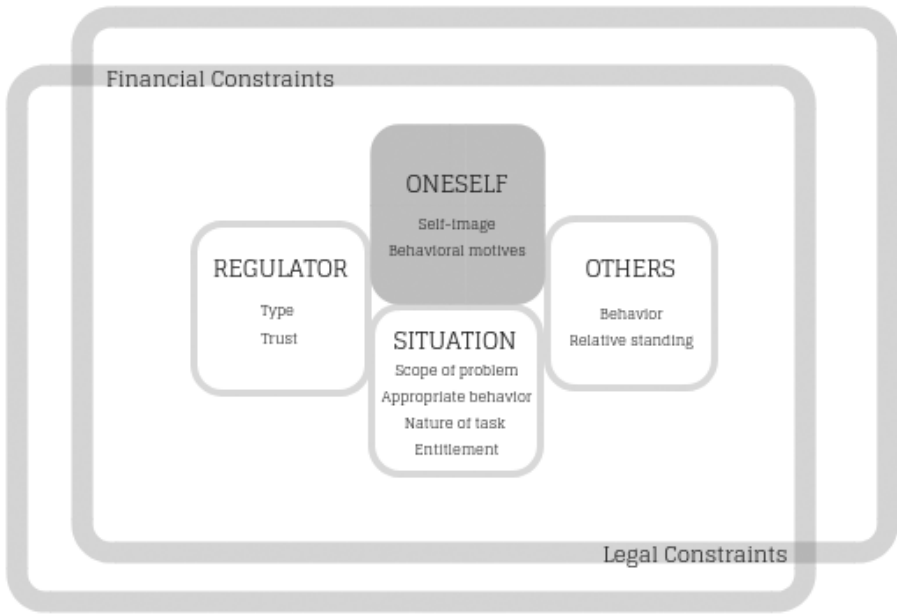 Financial Constraints
ONESELF
Self-image
Behavioral motives
REGULATOR
Type
Trust
OTHERS
Behavior
Relative standing
SITUATION
Scope of problem
Appropriate behavior
Nature of task
Entitlement
Legal Constraints